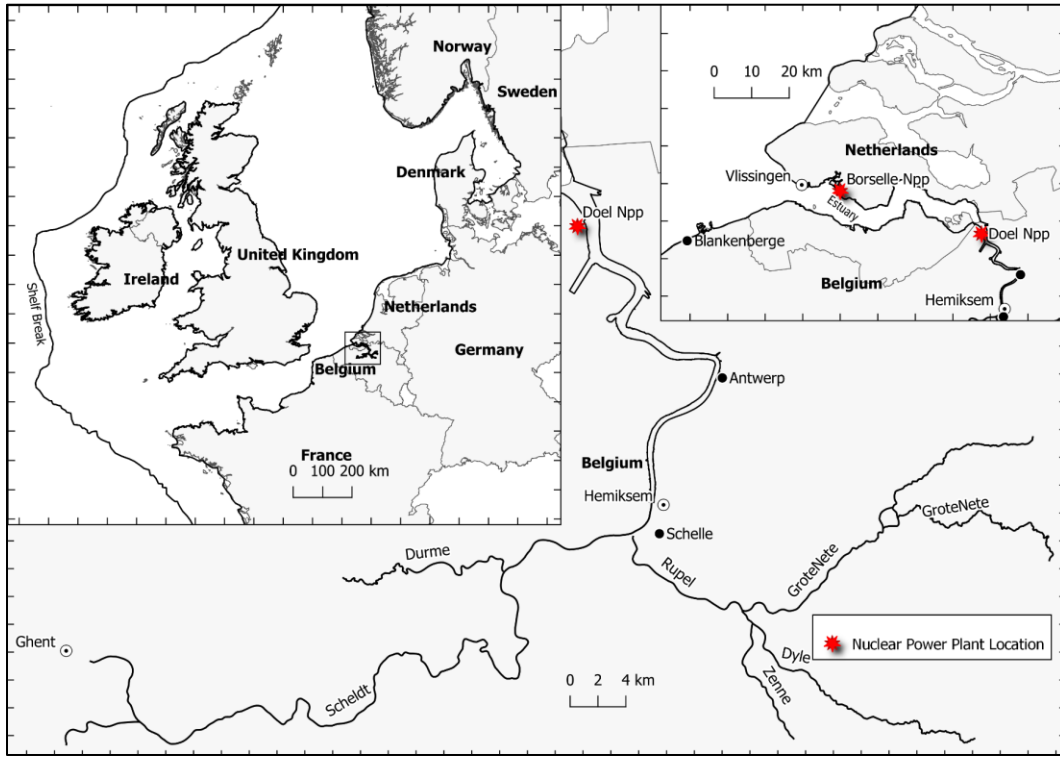 Norway
Sweden
Denmark
United Kingdom
Ireland
Netherlands
Shelf Break
Germany
Belgium
France
0 100 200 km
0 10 20 km
Netherlands
Vlissingen
Borselle-Npp
Estuary
Doel Npp
Blankenberge
Belgium
Hemiksem
Doel Npp
Antwerp
Belgium
Hemiksem
Schelle
GroteNete
GroteNete
Durme
Rupel
Ghent
Scheldt
Dyle
Zenne
0 2 4 km
Nuclear Power Plant Location